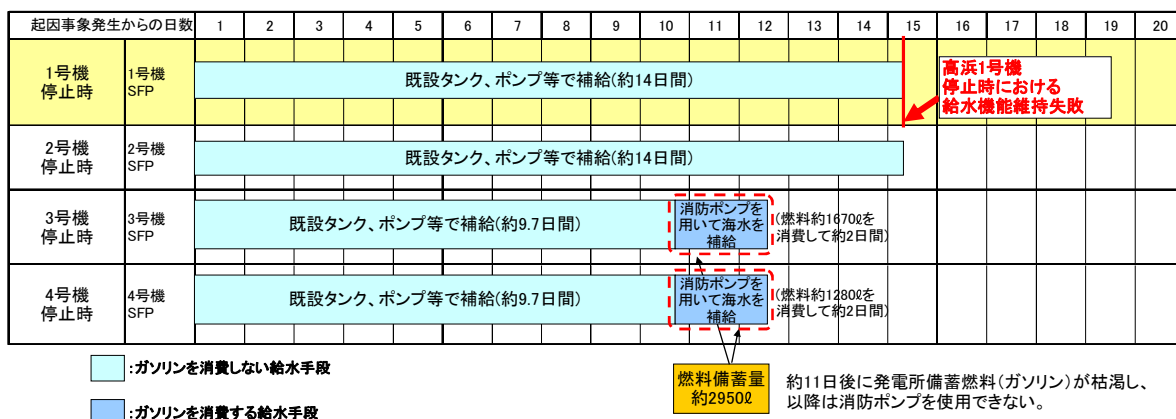 起因事象発生からの日数 1 2 3 4 5 6 7 8 9 10 11 12 13 14 15 16 17 18 19 20
1号機
停止時
1号機
SFP
既設タンク、ポンプ等で補給(約14日間)
高浜1号機
停止時における
給水機能維持失敗
2号機
停止時
2号機
SFP
既設タンク、ポンプ等で補給(約14日間)
3号機
停止時
3号機
SFP
既設タンク、ポンプ等で補給(約9.7日間)
消防ポンプを
用いて海水を
補給
(燃料約1670ℓを
消費して約2日間)
4号機
停止時
4号機
SFP
既設タンク、ポンプ等で補給(約9.7日間)
消防ポンプを
用いて海水を
補給
(燃料約1280ℓを
消費して約2日間)
:ガソリンを消費しない給水手段
:ガソリンを消費する給水手段
燃料備蓄量
約2950ℓ
約11日後に発電所備蓄燃料(ガソリン)が枯渇し、
以降は消防ポンプを使用できない。